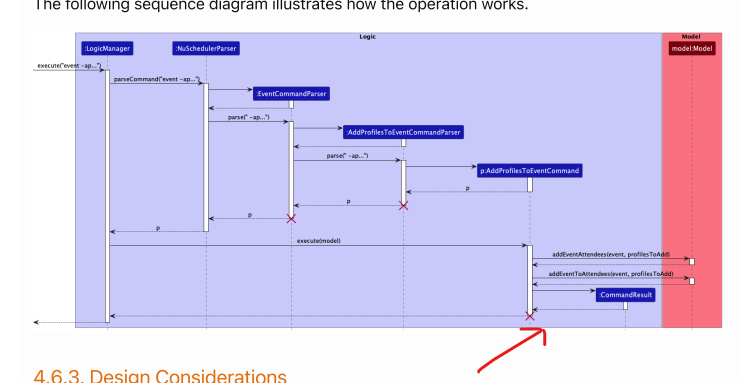 The following sequence diagram illustrates how the operation works.
Logic
Model
:LogicManager
:NuSchedulerParser
model:Model
execute("event -ap...")
parseCommand("event -ap...")
:EventCommandParser
parse(" -ap...")
:AddProfilesToEventCommandParser
parse(" -ap...")
p:AddProfilesToEventCommand
p
p
p
p
execute(model)
addEventAttendees(event, profilesToAdd)
addEventToAttendees(event, profilesToAdd)
:CommandResult
4.6.3. Design Considerations